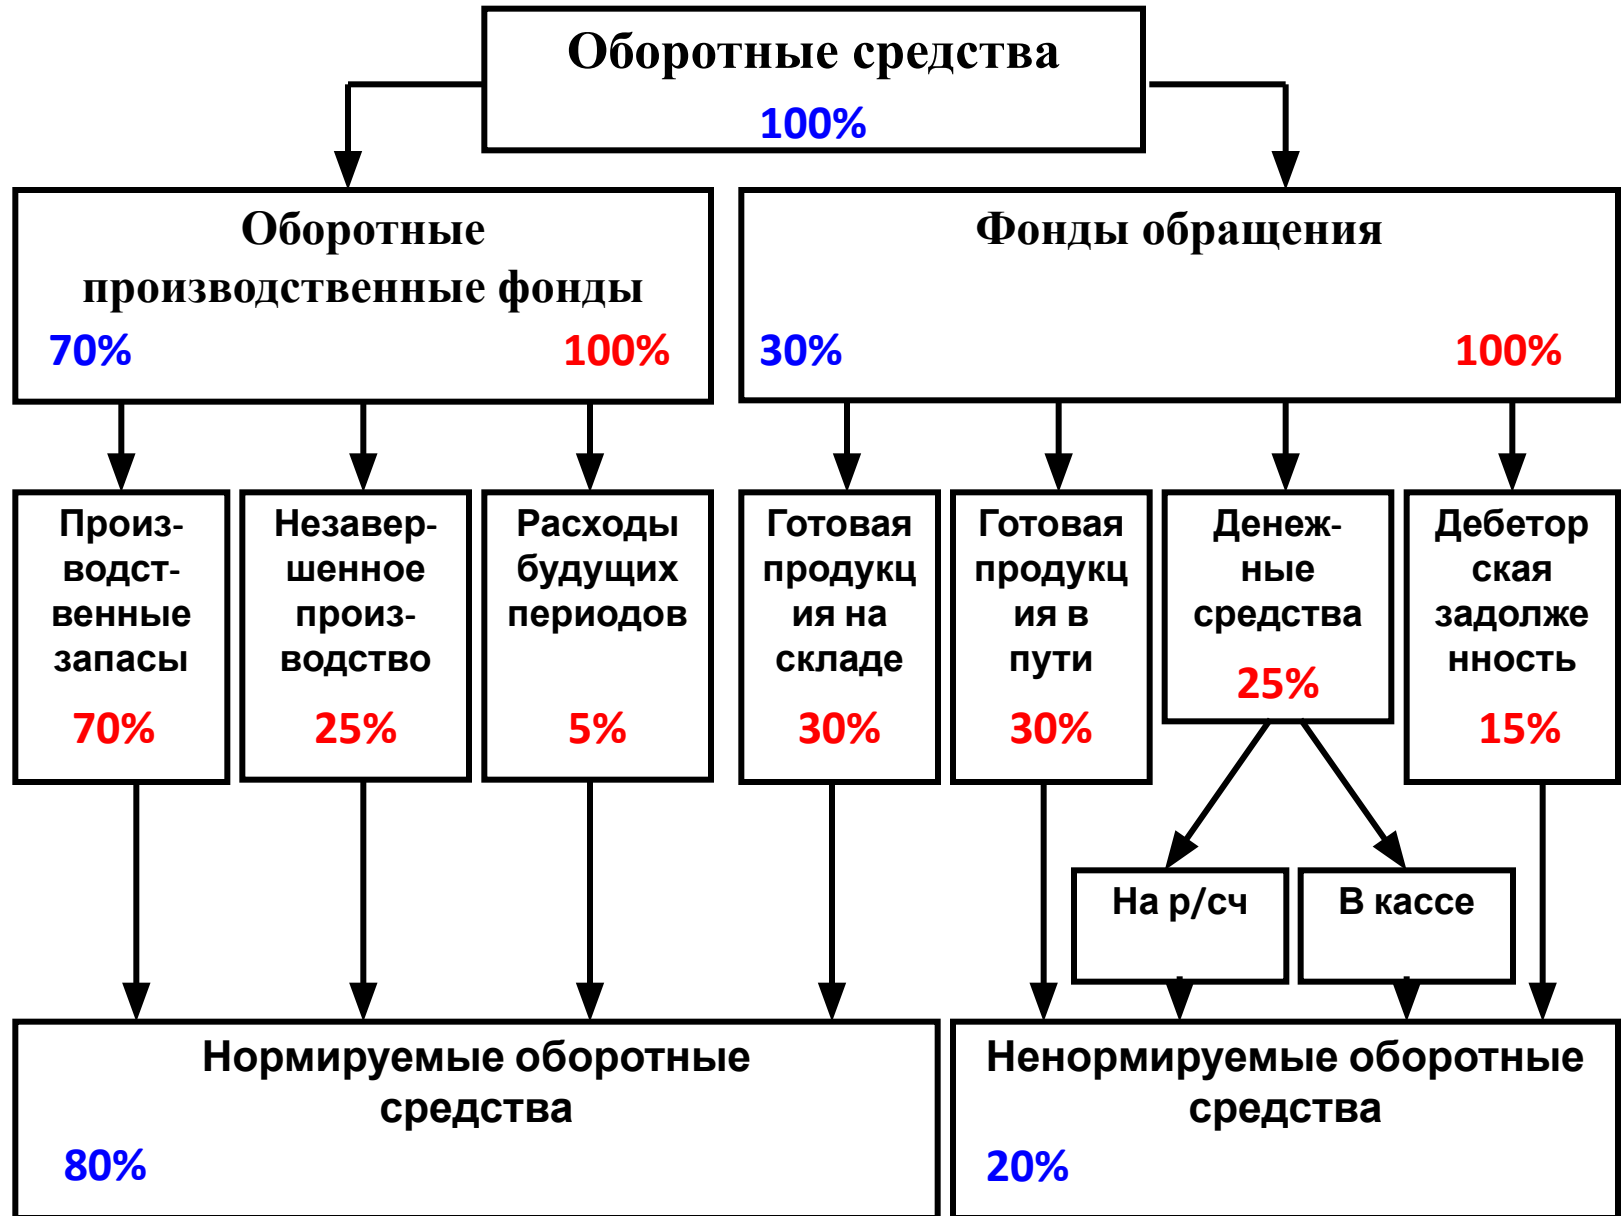 Оборотные средства
100%
Оборотные
производственные фонды
70%
100%
Фонды обращения
30%
100%
Произ-
водст-
венные
запасы
70%
Незавер-
шенное
произ-
водство
25%
Расходы
будущих
периодов
5%
Готовая
продукц
ия на
складе
30%
Готовая
продукц
ия в
пути
30%
Денеж-
ные
средства
25%
Дебетор
ская
задолже
нность
15%
На р/сч
В кассе
Нормируемые оборотные
средства
80%
Ненормируемые оборотные
средства
20%